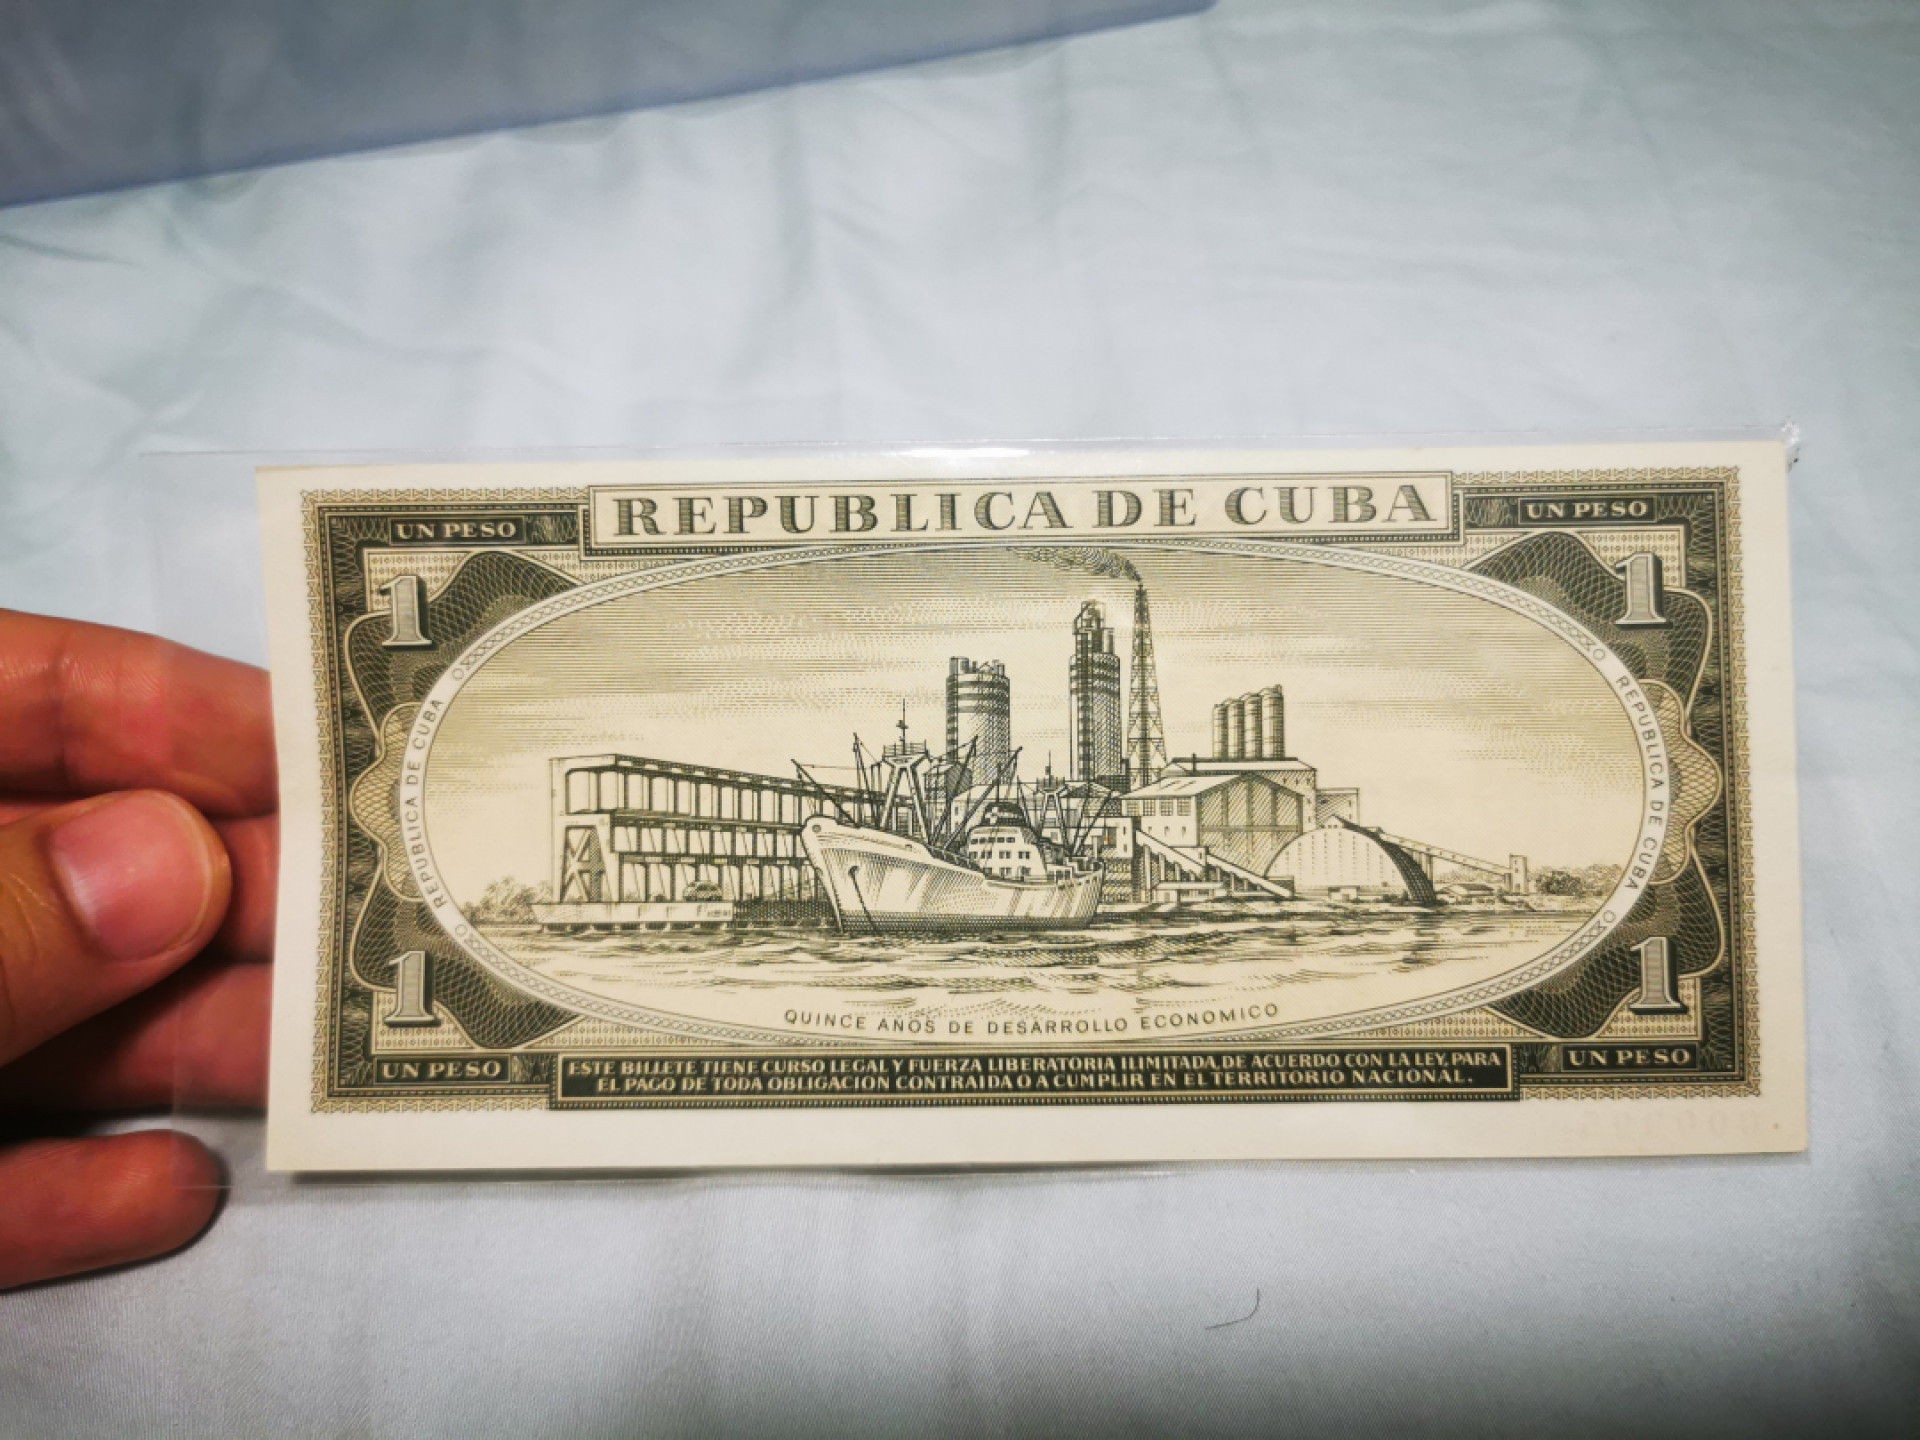 REPUBLICA DE CUBA
UN PESO
UN PESO
1
1
REPUBLICA DE CUBA
REPUBLICA DE CUBA
1
1
QUINCE AÑOS DE DESARROLLO ECONOMICO
UN PESO
ESTE BILLETE TIENE CURSO LEGAL Y FUERZA LIBERATORIA ILIMITADA, DE ACUERDO CON LA LEY, PARA
EL PAGO DE TODA OBLIGACION CONTRAIDA O A CUMPLIR EN EL TERRITORIO NACIONAL.
UN PESO